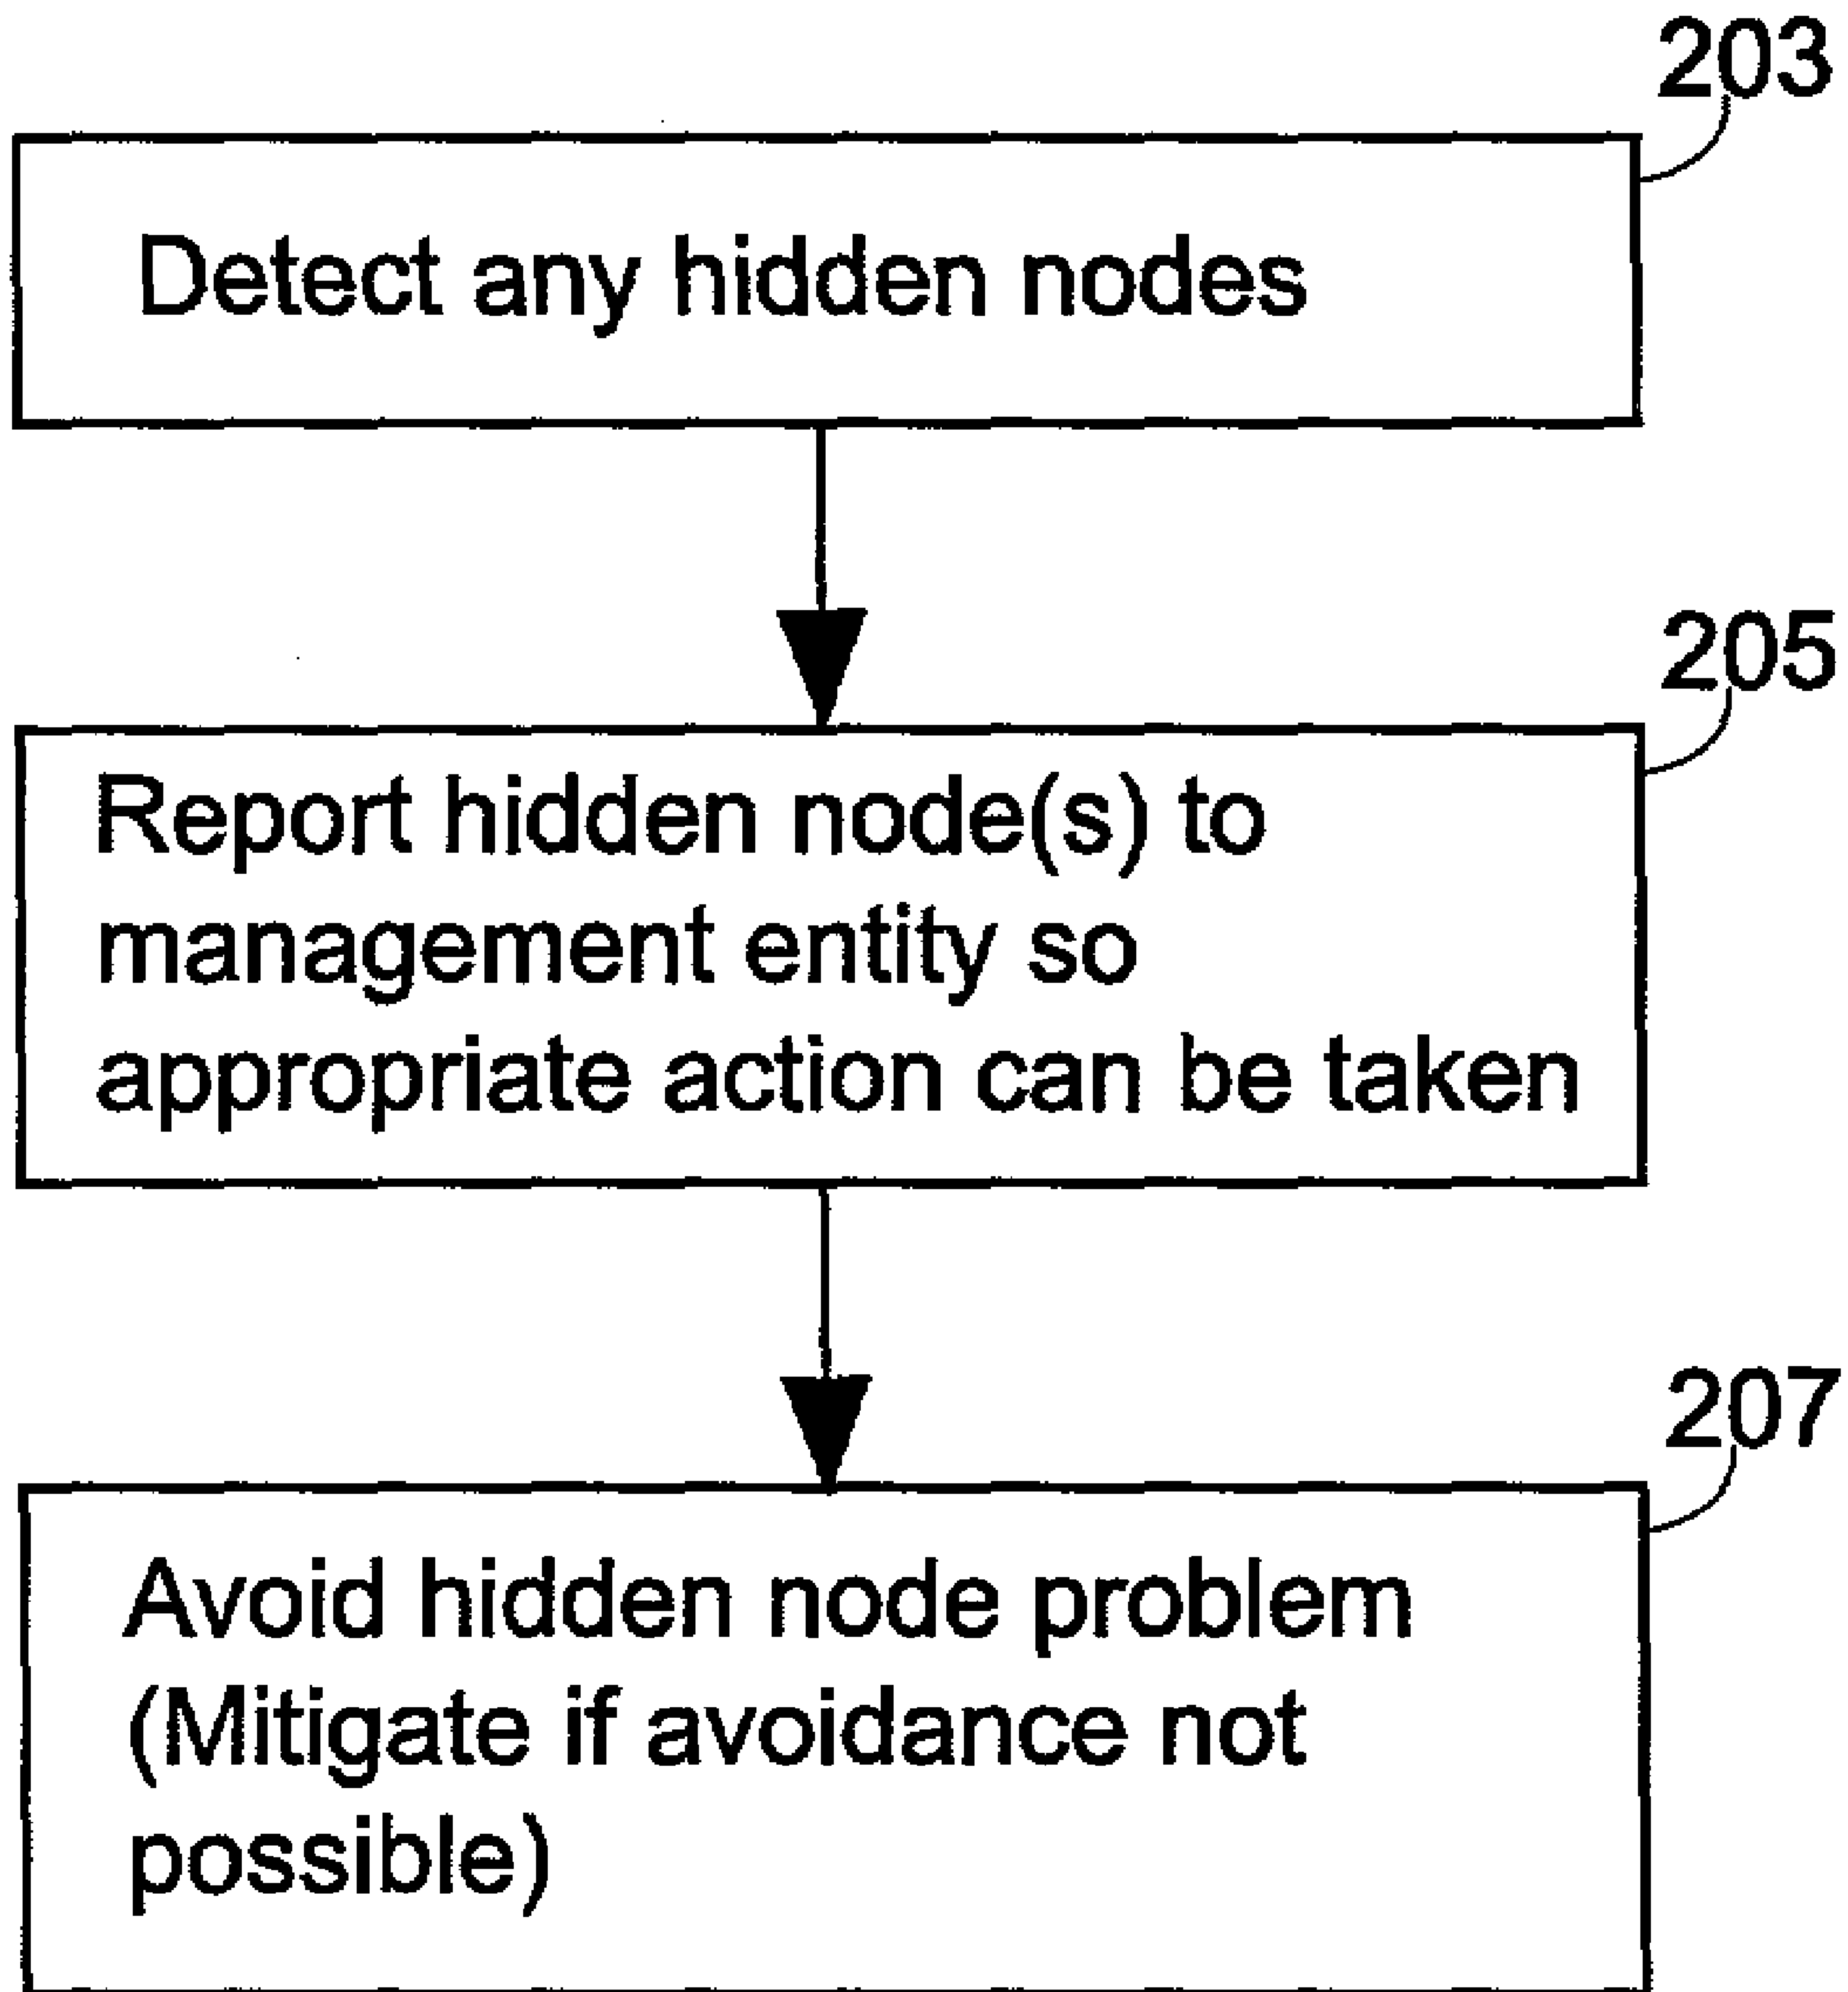 203
Detect any hidden nodes
205
Report hidden node(s) to
management entity so
appropriate action can be taken
207
Avoid hidden node problem
(Mitigate if avoidance not
possible)